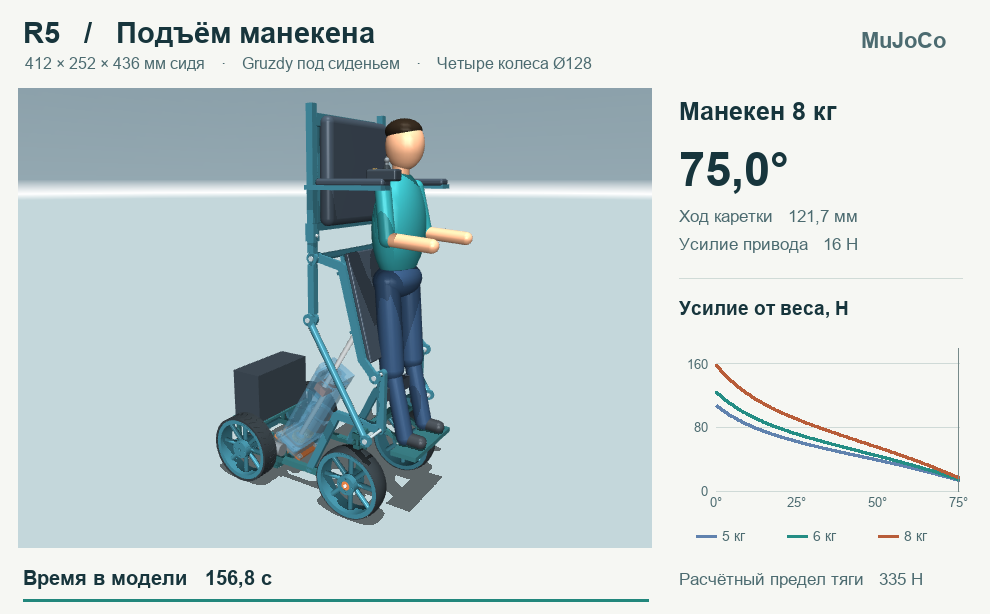 R5 / Подъём манекена
MuJoCo
412 × 252 × 436 мм сидя · Gruzdy под сиденьем · Четыре колеса Ø128
Манекен 8 кг
75,0°
Ход каретки 121,7 мм
Усилие привода 16 Н
Усилие от веса, Н
160
80
0
0° 25° 50° 75°
5 кг 6 кг 8 кг
Время в модели 156,8 с
Расчётный предел тяги 335 Н